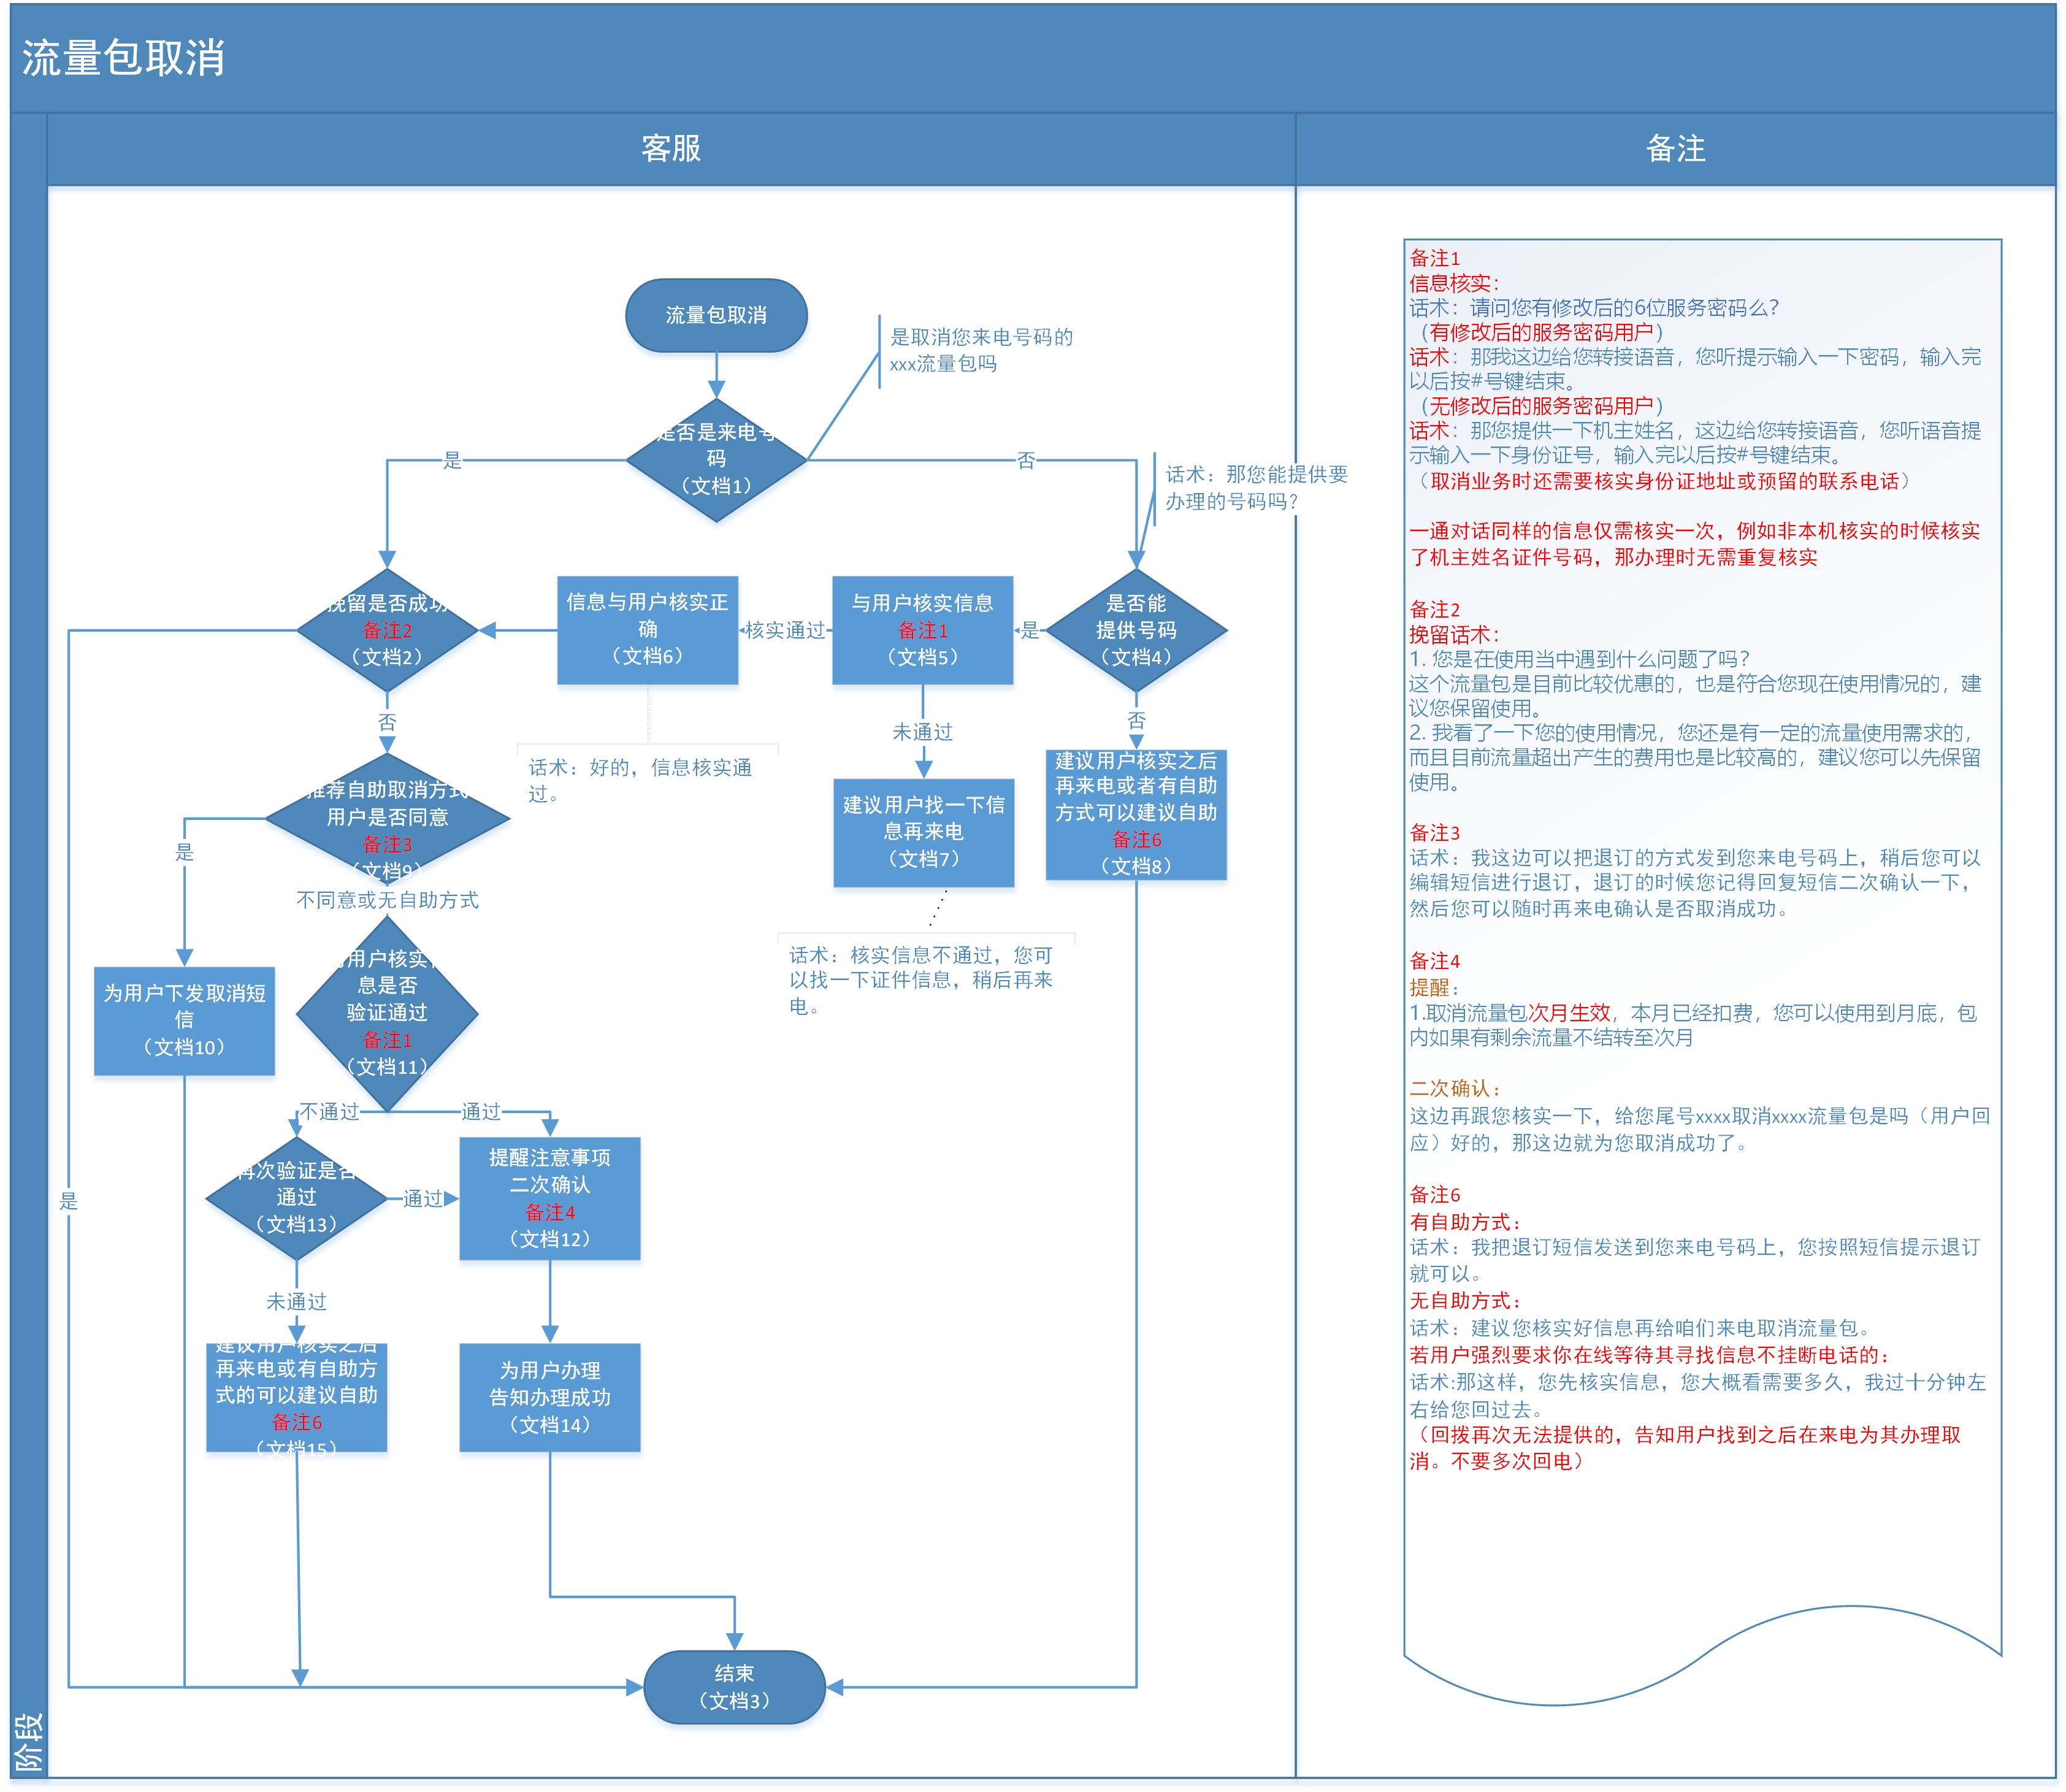 流量包取消
客服
备注
阶段
流量包取消
是取消您来电号码的
xxx流量包吗
是否是来电号
码
（文档1）
是
否
话术：那您能提供要
办理的号码吗？
挽留是否成功
备注2
（文档2）
信息与用户核实正
确
（文档6）
核实通过
与用户核实信息
备注1
（文档5）
是
是否能
提供号码
（文档4）
否
未通过
否
话术：好的，信息核实通
过。
推荐自助取消方式
用户是否同意
备注3
（文档9）
建议用户找一下信
息再来电
（文档7）
建议用户核实之后
再来电或者有自助
方式可以建议自助
备注6
（文档8）
是
不同意或无自助方式
话术：核实信息不通过，您可
以找一下证件信息，稍后再来
电。
为用户下发取消短
信
（文档10）
用户核实
息是否
验证通过
备注1
（文档11）
不通过
通过
是
再次验证是否
通过
（文档13）
通过
提醒注意事项
二次确认
备注4
（文档12）
未通过
建议用户核实之后
再来电或有自助方
式的可以建议自助
备注6
（文档15）
为用户办理
告知办理成功
（文档14）
结束
（文档3）
备注1
信息核实：
话术：请问您有修改后的6位服务密码么？
（有修改后的服务密码用户）
话术：那我这边给您转接语音，您听提示输入一下密码，输入完
以后按#号键结束。
（无修改后的服务密码用户）
话术：那您提供一下机主姓名，这边给您转接语音，您听语音提
示输入一下身份证号，输入完以后按#号键结束。
（取消业务时还需要核实身份证地址或预留的联系电话）
一通对话同样的信息仅需核实一次，例如非本机核实的时候核实
了机主姓名证件号码，那办理时无需重复核实
备注2
挽留话术：
1. 您是在使用当中遇到什么问题了吗？
这个流量包是目前比较优惠的，也是符合您现在使用情况的，建
议您保留使用。
2. 我看了一下您的使用情况，您还是有一定的流量使用需求的，
而且目前流量超出产生的费用也是比较高的，建议您可以先保留
使用。
备注3
话术：我这边可以把退订的方式发到您来电号码上，稍后您可以
编辑短信进行退订，退订的时候您记得回复短信二次确认一下，
然后您可以随时再来电确认是否取消成功。
备注4
提醒：
1.取消流量包次月生效，本月已经扣费，您可以使用到月底，包
内如果有剩余流量不结转至次月
二次确认：
这边再跟您核实一下，给您尾号xxxx取消xxxx流量包是吗（用户回
应）好的，那这边就为您取消成功了。
备注6
有自助方式：
话术：我把退订短信发送到您来电号码上，您按照短信提示退订
就可以。
无自助方式：
话术：建议您核实好信息再给咱们来电取消流量包。
若用户强烈要求你在线等待其寻找信息不挂断电话的：
话术:那这样，您先核实信息，您大概看需要多久，我过十分钟左
右给您回过去。
（回拨再次无法提供的，告知用户找到之后在来电为其办理取
消。不要多次回电）